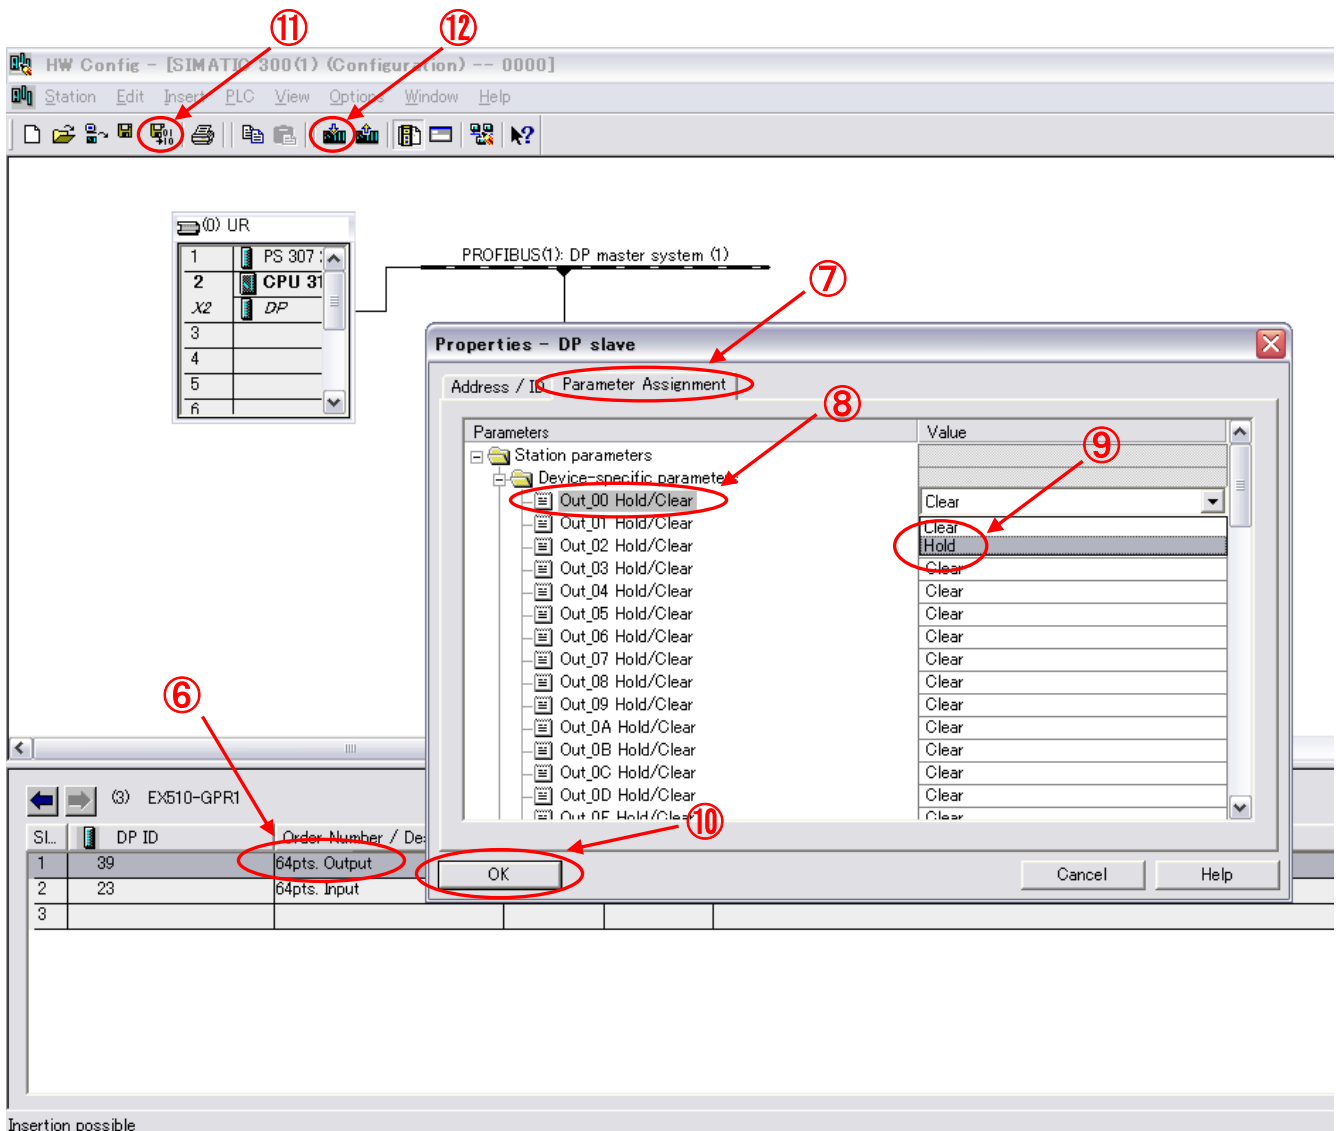 ⑪ ⑫
HW Config - [SIMATIC 300(1) (Configuration) -- 0000]
Station Edit Insert PLC View Options Window Help
(0) UR
1 PS 307
2 CPU 31
X2 DP
3
4
5
6
PROFIBUS(1): DP master system (1)
⑦
Properties - DP slave
Address / ID Parameter Assignment
⑧
Parameters Value
⑨
Station parameters
Device-specific parameters
Out_00 Hold/Clear Clear
Out_01 Hold/Clear Clear
Out_02 Hold/Clear Hold
Out_03 Hold/Clear Clear
Out_04 Hold/Clear Clear
Out_05 Hold/Clear Clear
Out_06 Hold/Clear Clear
Out_07 Hold/Clear Clear
Out_08 Hold/Clear Clear
Out_09 Hold/Clear Clear
Out_0A Hold/Clear Clear
Out_0B Hold/Clear Clear
Out_0C Hold/Clear Clear
Out_0D Hold/Clear Clear
Out_0E Hold/Clear Clear
⑩
OK Cancel Help
⑥
(3) EX510-GPR1
Sl... DP ID Order Number / De
1 39 64pts. Output
2 23 64pts. Input
3
Insertion possible